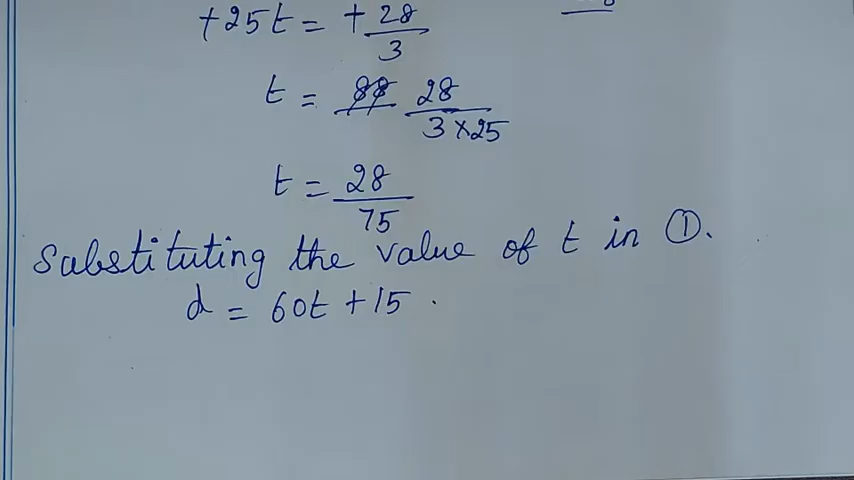 +25t = +28/3
t = 28/3×25
t = 28/75
Substituting the value of t in ①.
d = 60t + 15.